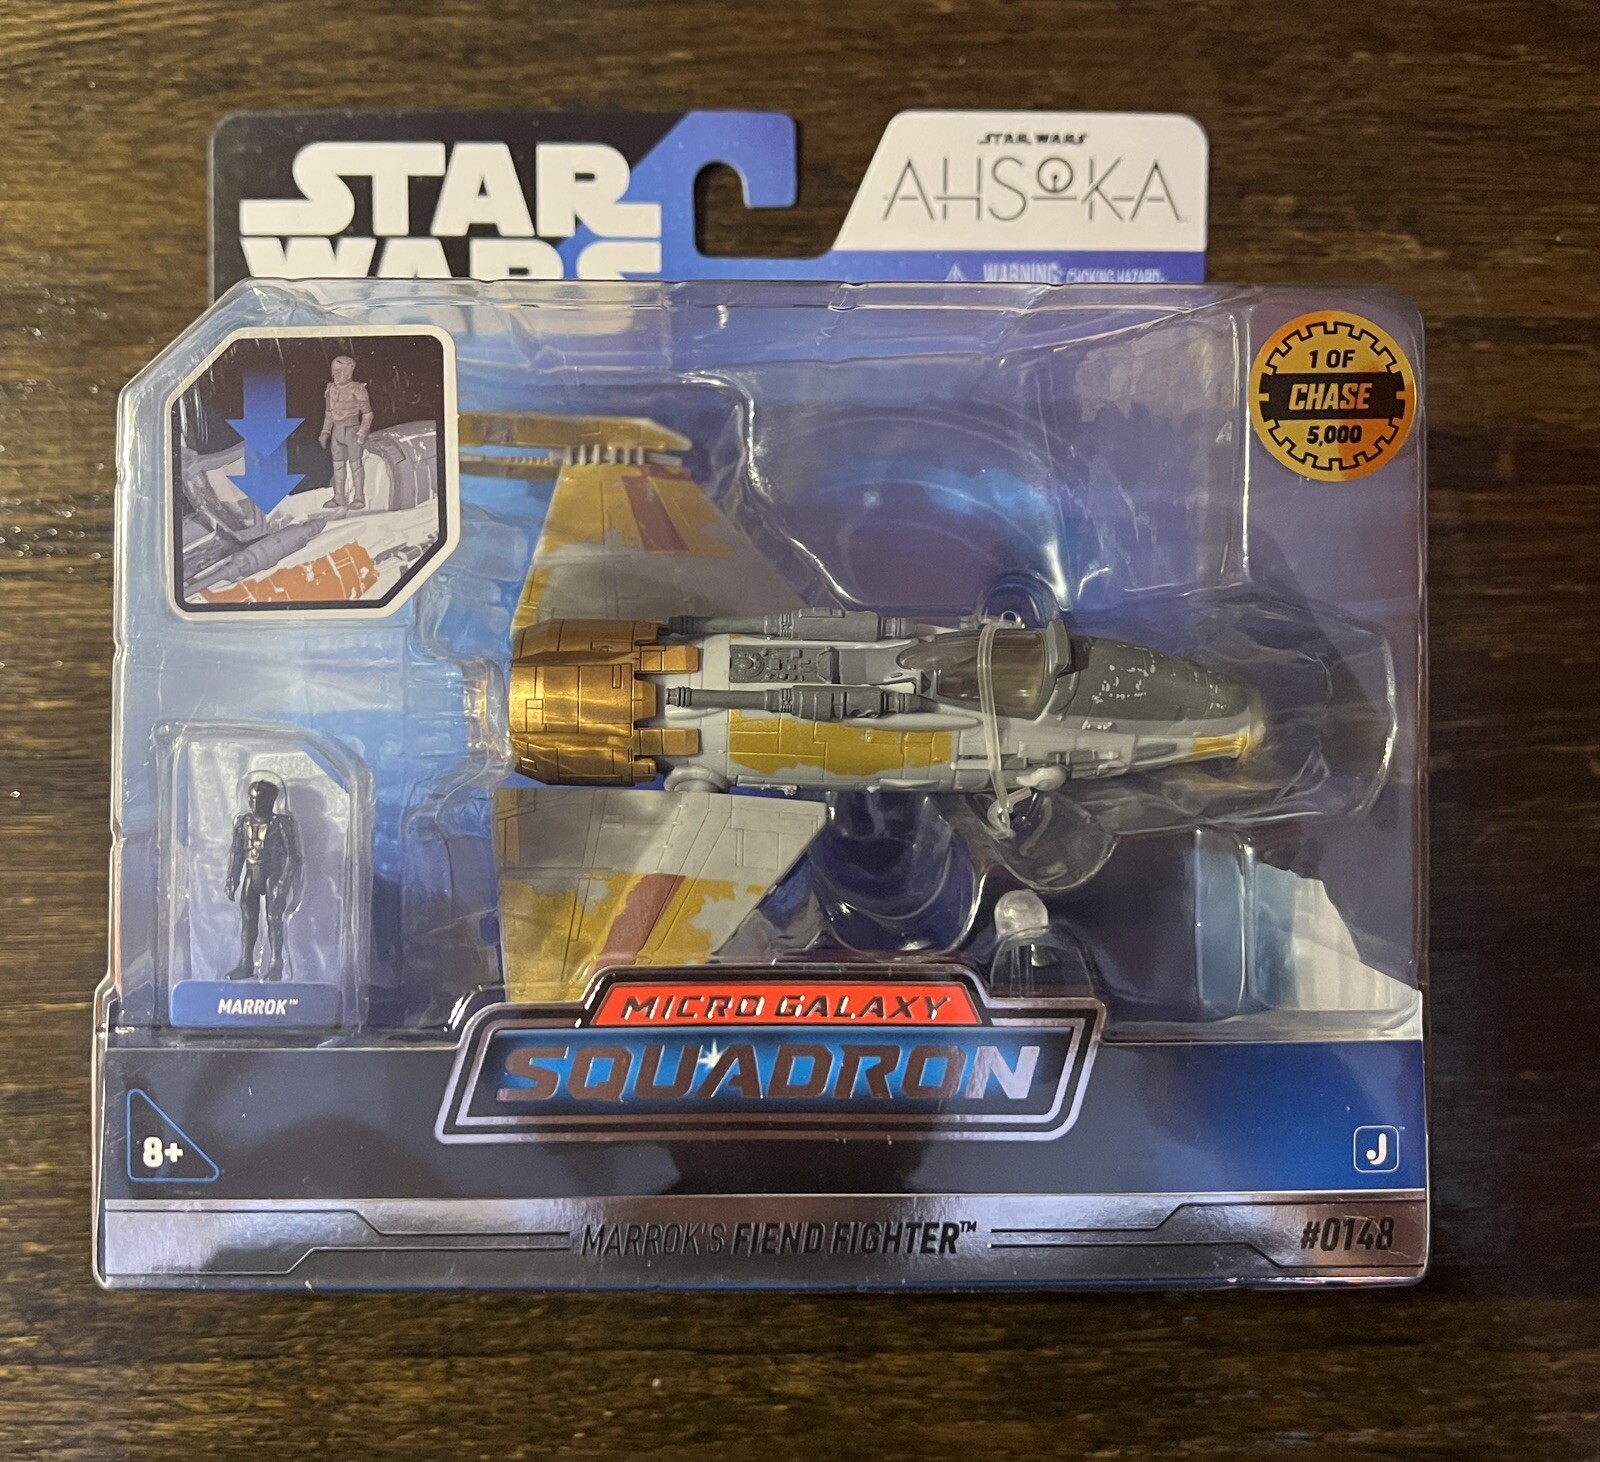 STAR
WARS
STAR WARS
AHSOKA
WARNING: CHOKING HAZARD-
1 OF
CHASE
5,000
MARROK™
MICRO GALAXY
SQUADRON
8+
J
MARROK'S FIEND FIGHTER™
#0148